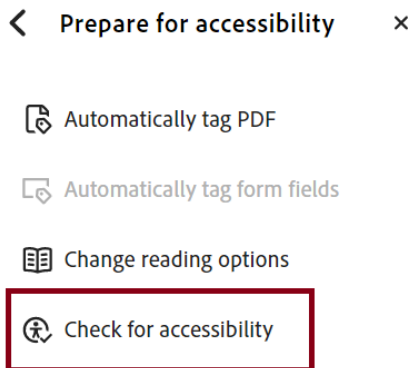 Prepare for accessibility
Automatically tag PDF
Automatically tag form fields
Change reading options
Check for accessibility